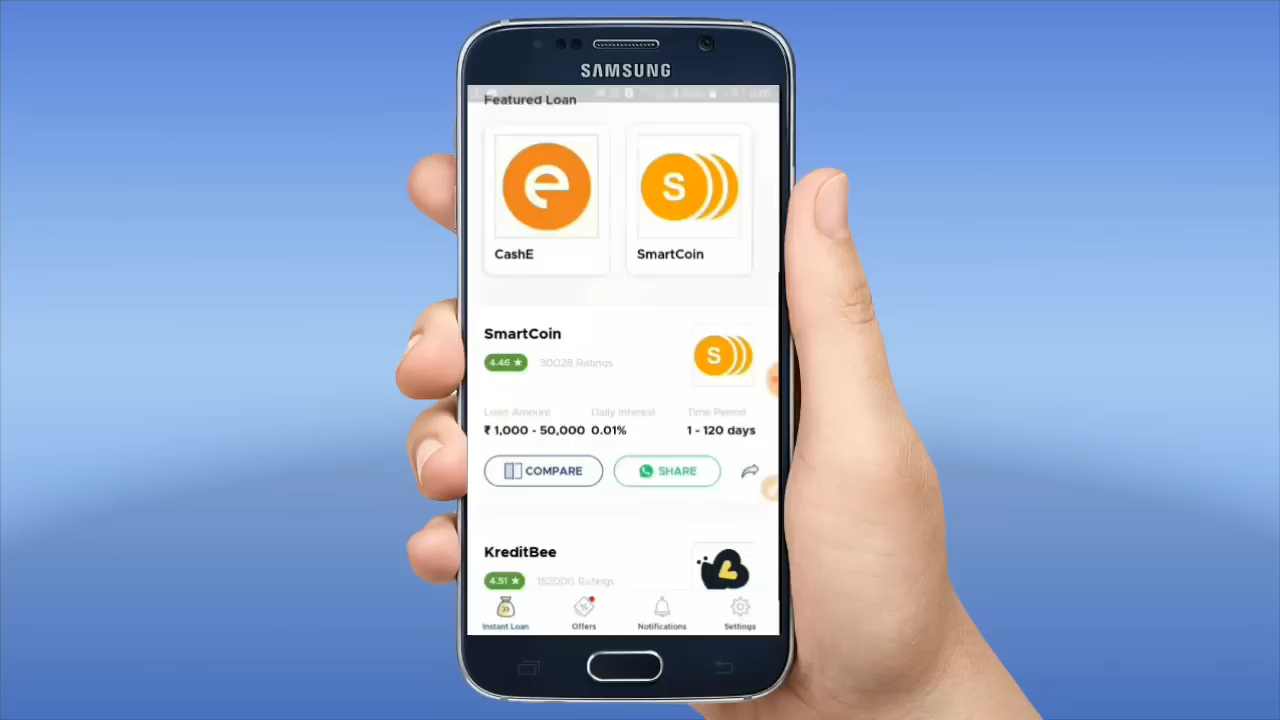 SAMSUNG
Featured Loan
CashE
SmartCoin
SmartCoin
4.46 ★
30028 Ratings
Loan Amount Daily Interest Time Period
₹ 1,000 - 50,000 0.01% 1 - 120 days
COMPARE SHARE
KreditBee
4.51 ★
Ratings
Instant Loan Offers Notifications Settings